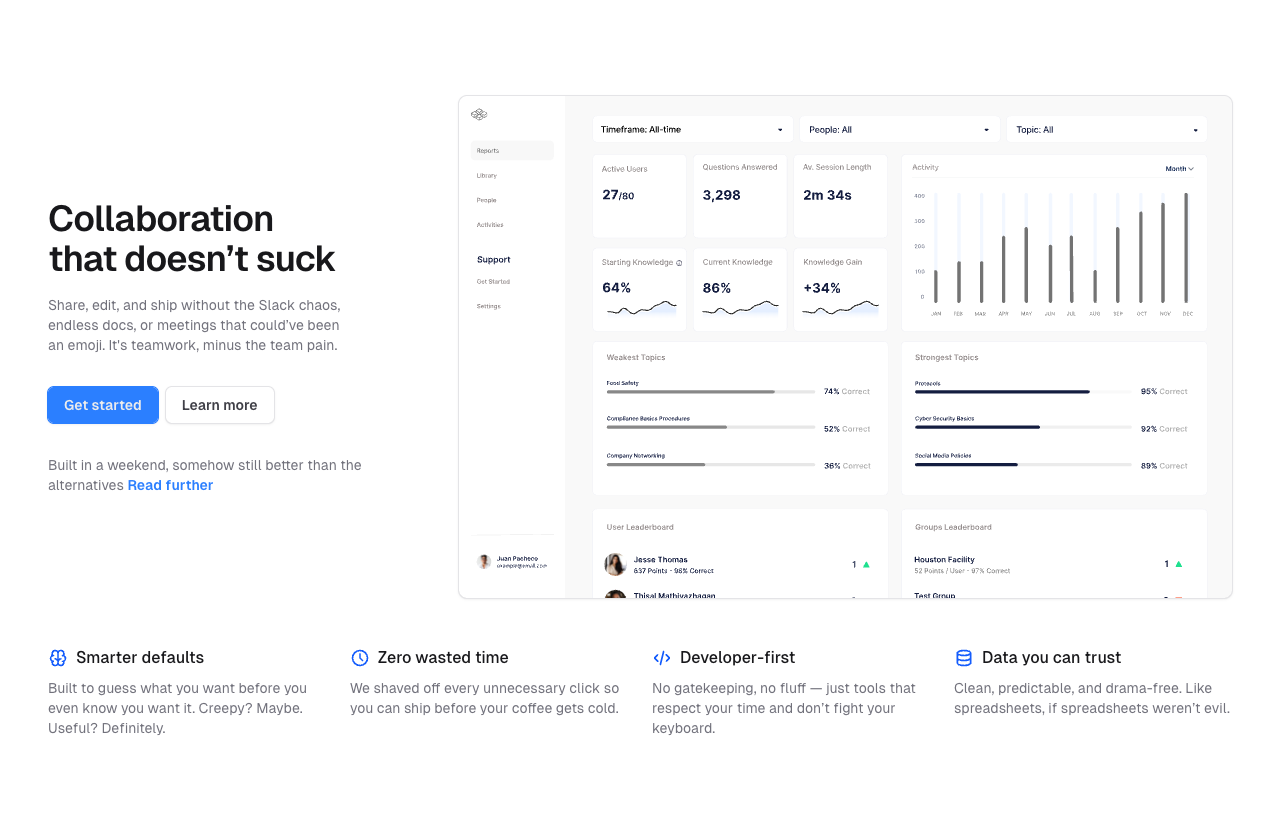 Collaboration
that doesn’t suck
Share, edit, and ship without the Slack chaos,
endless docs, or meetings that could’ve been
an emoji. It's teamwork, minus the team pain.
Get started
Learn more
Built in a weekend, somehow still better than the
alternatives Read further
Reports
Library
People
Activities
Support
Get Started
Settings
Juan Pacheco
example@email.com
Timeframe: All-time
People: All
Topic: All
Active Users
27/80
Questions Answered
3,298
Av. Session Length
2m 34s
Starting Knowledge
64%
Current Knowledge
86%
Knowledge Gain
+34%
Activity
Month
400
300
200
100
0
JAN FEB MAR APR MAY JUN JUL AUG SEP OCT NOV DEC
Weakest Topics
Food Safety
74% Correct
Compliance Basics Procedures
52% Correct
Company Networking
36% Correct
Strongest Topics
Protocols
95% Correct
Cyber Security Basics
92% Correct
Social Media Policies
89% Correct
User Leaderboard
Jesse Thomas
637 Points - 98% Correct
1
Thisal Mathiyazhagan
Groups Leaderboard
Houston Facility
52 Points / User - 97% Correct
1
Test Group
Smarter defaults
Built to guess what you want before you
even know you want it. Creepy? Maybe.
Useful? Definitely.
Zero wasted time
We shaved off every unnecessary click so
you can ship before your coffee gets cold.
Developer-first
No gatekeeping, no fluff — just tools that
respect your time and don’t fight your
keyboard.
Data you can trust
Clean, predictable, and drama-free. Like
spreadsheets, if spreadsheets weren’t evil.